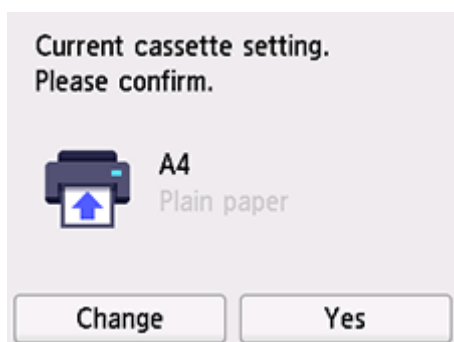 Current cassette setting.
Please confirm.
A4
Plain paper
Change
Yes